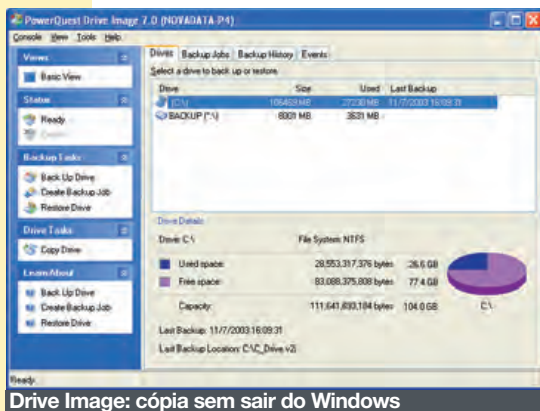 PowerQuest Drive Image 7.0 (NOVADATA-P4)
Console View Tools Help
Views
Basic View
Status
Ready
Backup Tasks
Back Up Drive
Create Backup Job
Restore Drive
Drive Tasks
Copy Drive
Learn About
Back Up Drive
Create Backup Job
Restore Drive
Drives Backup Jobs Backup History Events
Select a drive to back up or restore
Drive Size Used Last Backup
(C:\) 106469 MB 27230 MB 11/7/2003 16:09:31
BACKUP (*:\) 8001 MB 3631 MB
Drive Details
Drive: C:\ File System: NTFS
Used space: 28.553.317.376 bytes 26.6 GB
Free space: 83.088.375.808 bytes 77.4 GB
Capacity: 111.641.693.184 bytes 104.0 GB C:\
Last Backup: 11/7/2003 16:09:31
Last Backup Location: C:\C_Drive.v2i
Ready
Drive Image: cópia sem sair do Windows